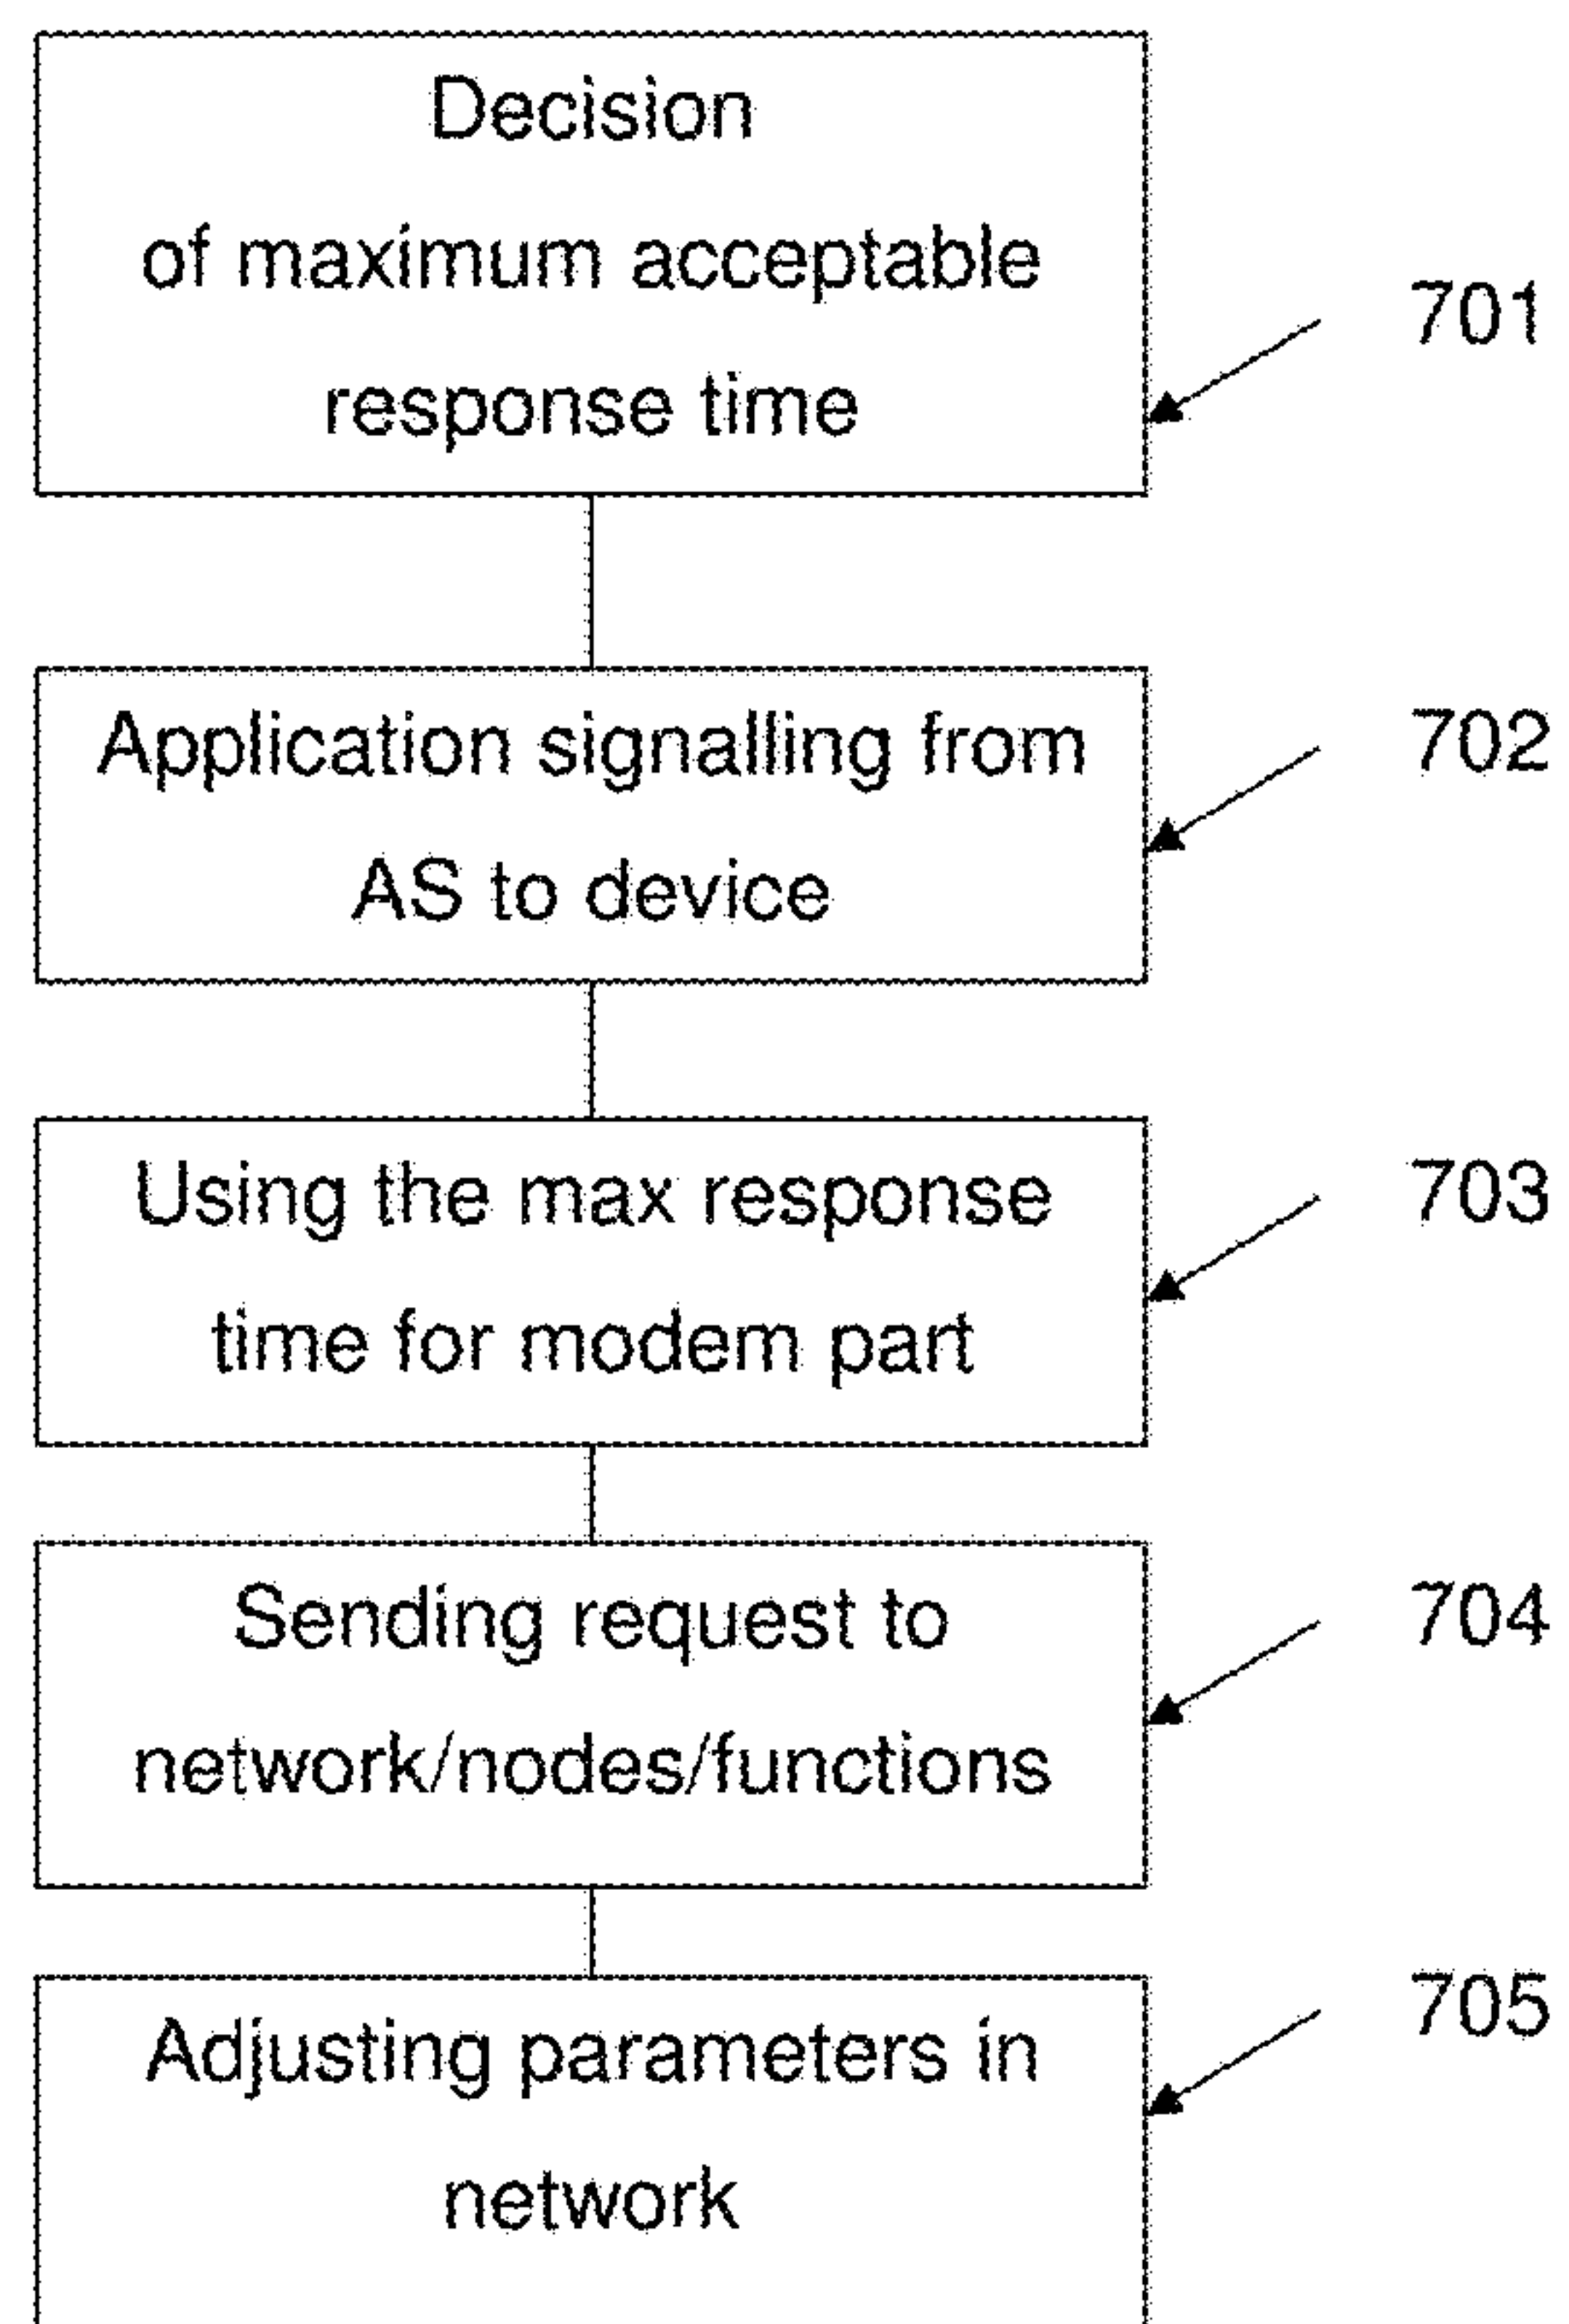 Decision
of maximum acceptable
response time
701
Application signalling from
AS to device
702
Using the max response
time for modem part
703
Sending request to
network/nodes/functions
704
Adjusting parameters in
network
705